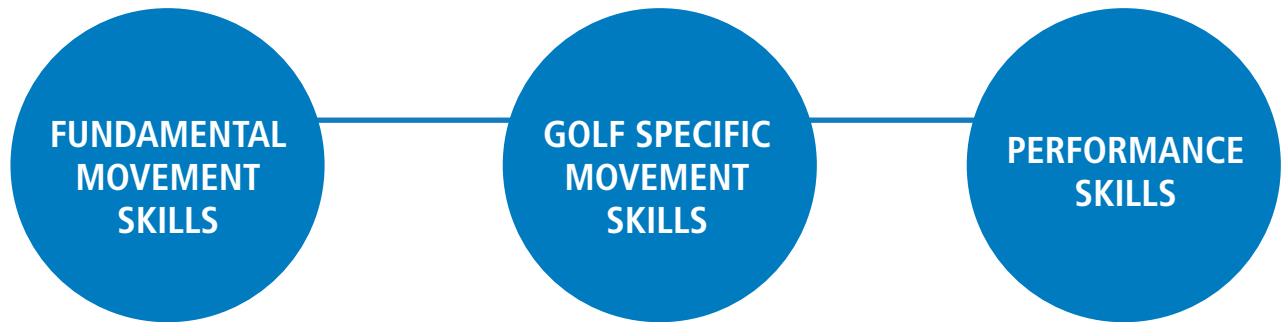 FUNDAMENTAL
MOVEMENT
SKILLS
GOLF SPECIFIC
MOVEMENT
SKILLS
PERFORMANCE
SKILLS